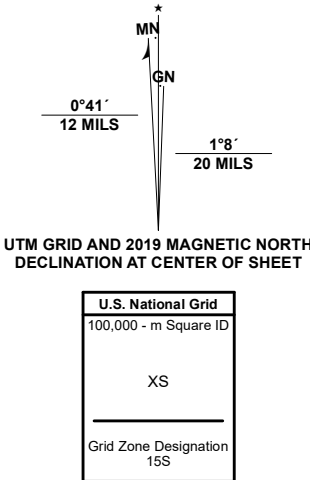 ★
MN
GN
0°41´
12 MILS
1°8´
20 MILS
UTM GRID AND 2019 MAGNETIC NORTH
DECLINATION AT CENTER OF SHEET
U.S. National Grid
100,000 - m Square ID
XS
Grid Zone Designation
15S